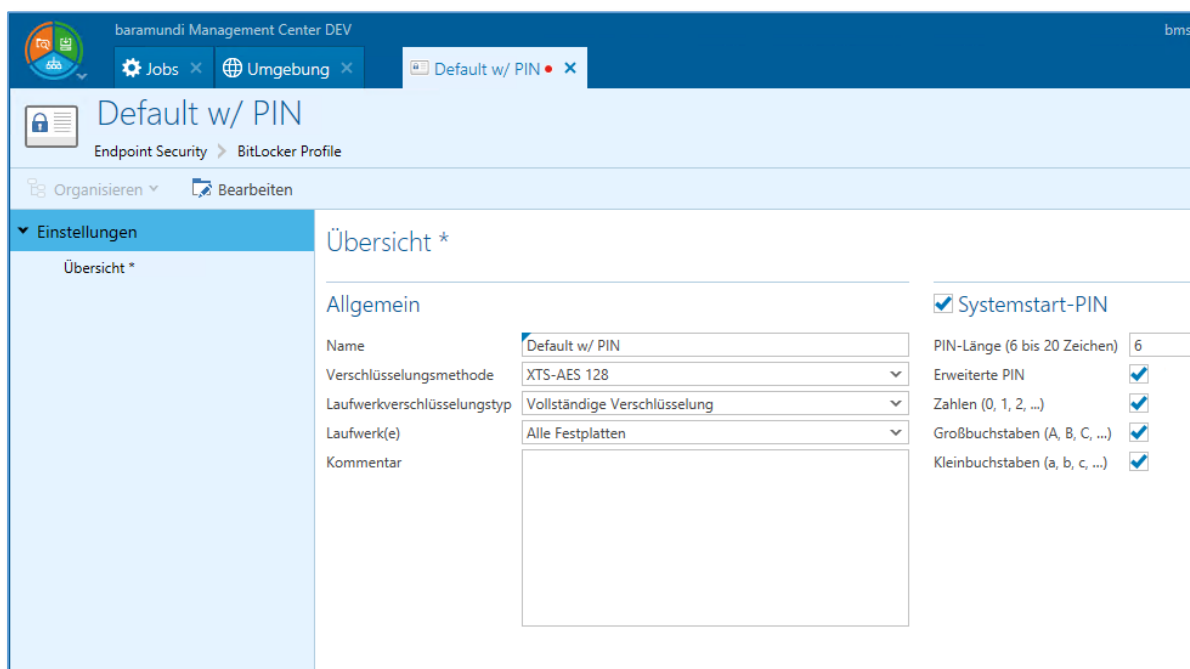 baramundi Management Center DEV
bms
Jobs
Umgebung
Default w/ PIN
Default w/ PIN
Endpoint Security
BitLocker Profile
Organisieren
Bearbeiten
Einstellungen
Übersicht *
Übersicht *
Allgemein
Name
Default w/ PIN
Verschlüsselungsmethode
XTS-AES 128
Laufwerkverschlüsselungstyp
Vollständige Verschlüsselung
Laufwerk(e)
Alle Festplatten
Kommentar
Systemstart-PIN
PIN-Länge (6 bis 20 Zeichen)
6
Erweiterte PIN
Zahlen (0, 1, 2, ...)
Großbuchstaben (A, B, C, ...)
Kleinbuchstaben (a, b, c, ...)